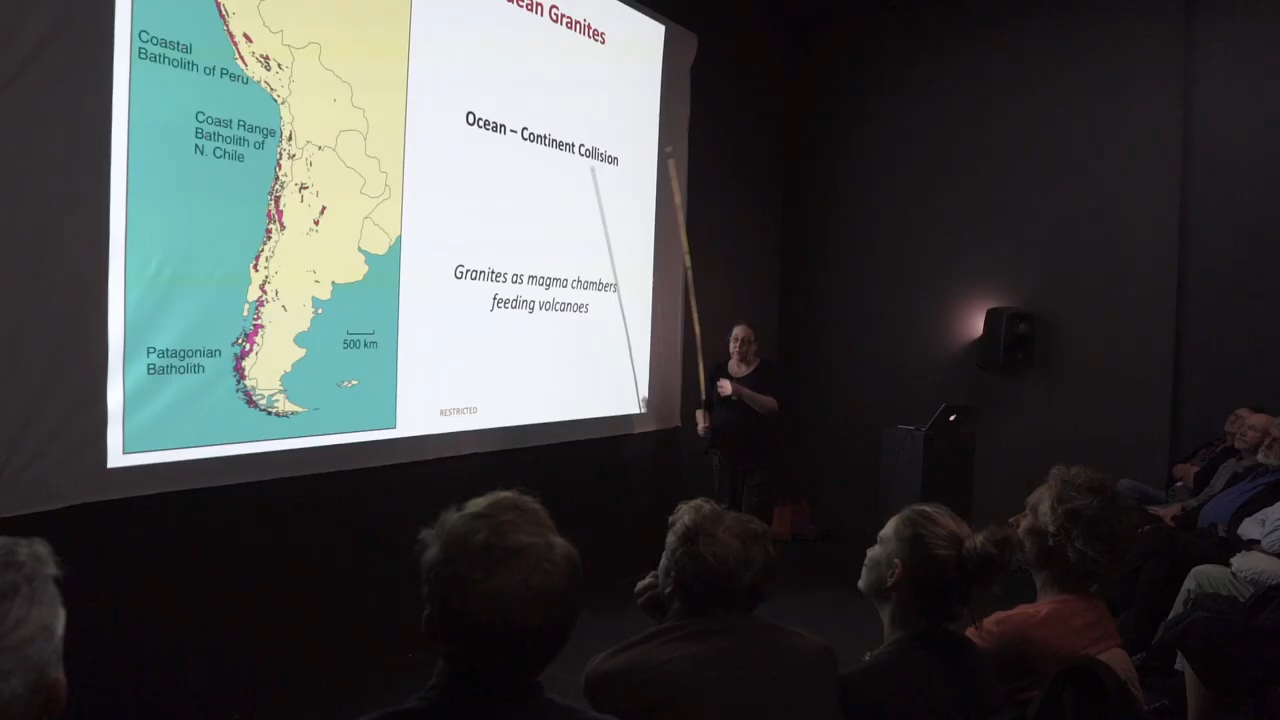 Granites
Coastal
Batholith of Peru
Coast Range
Batholith of
N. Chile
Ocean – Continent Collision
Granites as magma chambers
feeding volcanoes
500 km
Patagonian
Batholith
RESTRICTED